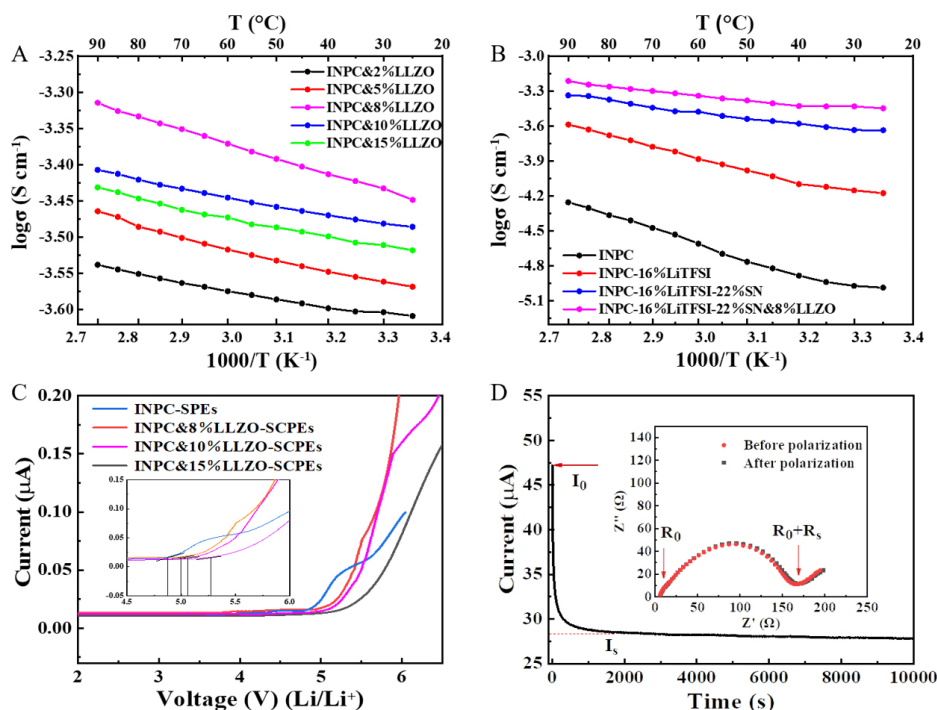 A
T (°C)
90 80 70 60 50 40 30 20
-3.25
-3.30
-3.35
-3.40
-3.45
-3.50
-3.55
-3.60
logσ (S cm⁻¹)
INPC&2%LLZO
INPC&5%LLZO
INPC&8%LLZO
INPC&10%LLZO
INPC&15%LLZO
2.7 2.8 2.9 3.0 3.1 3.2 3.3 3.4
1000/T (K⁻¹)
B
T (°C)
90 80 70 60 50 40 30 20
-3.0
-3.3
-3.6
-3.9
-4.2
-4.5
-4.8
-5.1
logσ (S cm⁻¹)
INPC
INPC-16%LiTFSI
INPC-16%LiTFSI-22%SN
INPC-16%LiTFSI-22%SN&8%LLZO
2.7 2.8 2.9 3.0 3.1 3.2 3.3 3.4
1000/T (K⁻¹)
C
0.20
0.15
0.10
0.05
0.00
Current (μA)
INPC-SPEs
INPC&8%LLZO-SCPEs
INPC&10%LLZO-SCPEs
INPC&15%LLZO-SCPEs
0.15
0.10
0.05
0.00
4.5 5.0 5.5 6.0
2 3 4 5 6
Voltage (V) (Li/Li⁺)
D
55
50
45
40
35
30
25
Current (μA)
I₀
Iₛ
140
120
100
80
60
40
20
0
Z'' (Ω)
Before polarization
After polarization
R₀
R₀+Rₛ
0 50 100 150 200 250
Z' (Ω)
0 2000 4000 6000 8000 10000
Time (s)